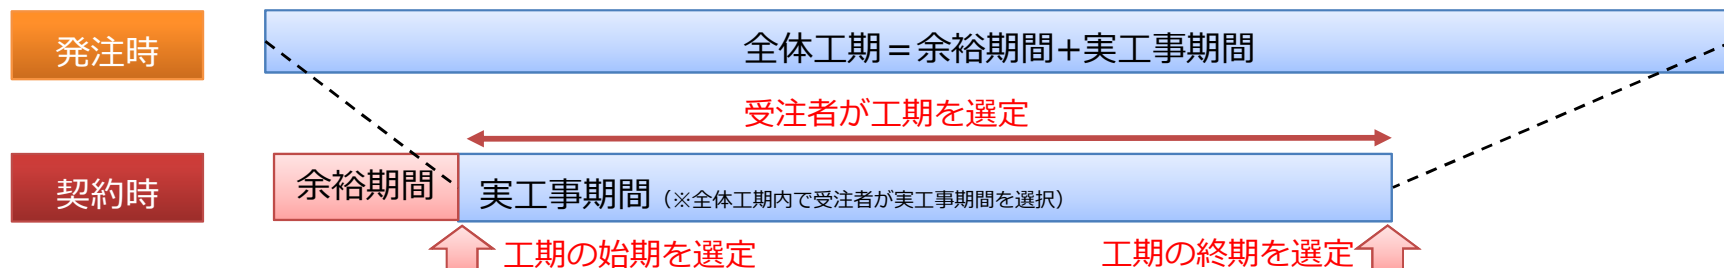 発注時
全体工期=余裕期間+実工事期間
受注者が工期を選定
契約時
余裕期間
実工事期間(※全体工期内で受注者が実工事期間を選択)
工期の始期を選定
工期の終期を選定